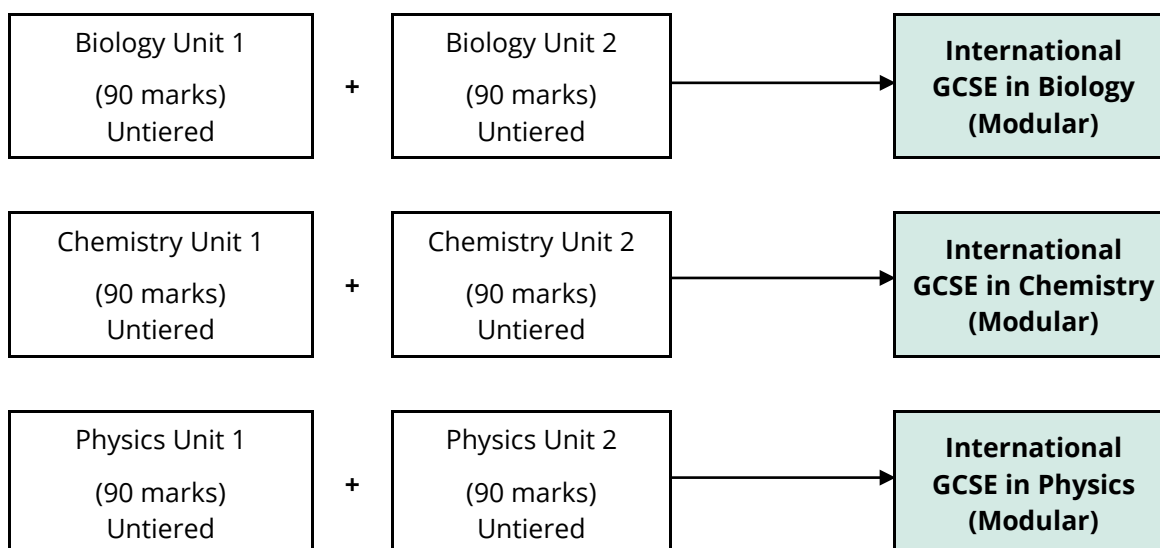 Biology Unit 1
(90 marks)
Untiered
+
Biology Unit 2
(90 marks)
Untiered
International
GCSE in Biology
(Modular)
Chemistry Unit 1
(90 marks)
Untiered
+
Chemistry Unit 2
(90 marks)
Untiered
International
GCSE in Chemistry
(Modular)
Physics Unit 1
(90 marks)
Untiered
+
Physics Unit 2
(90 marks)
Untiered
International
GCSE in Physics
(Modular)